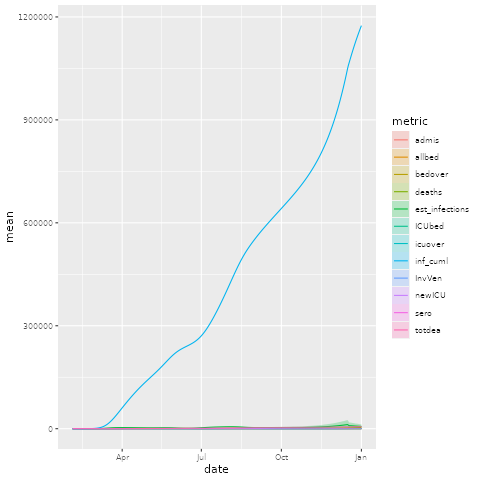 1200000
900000
600000
300000
0
mean
Apr
Jul
Oct
Jan
date
metric
admis
allbed
bedover
deaths
est_infections
ICUbed
icuover
inf_cuml
InvVen
newICU
sero
totdea